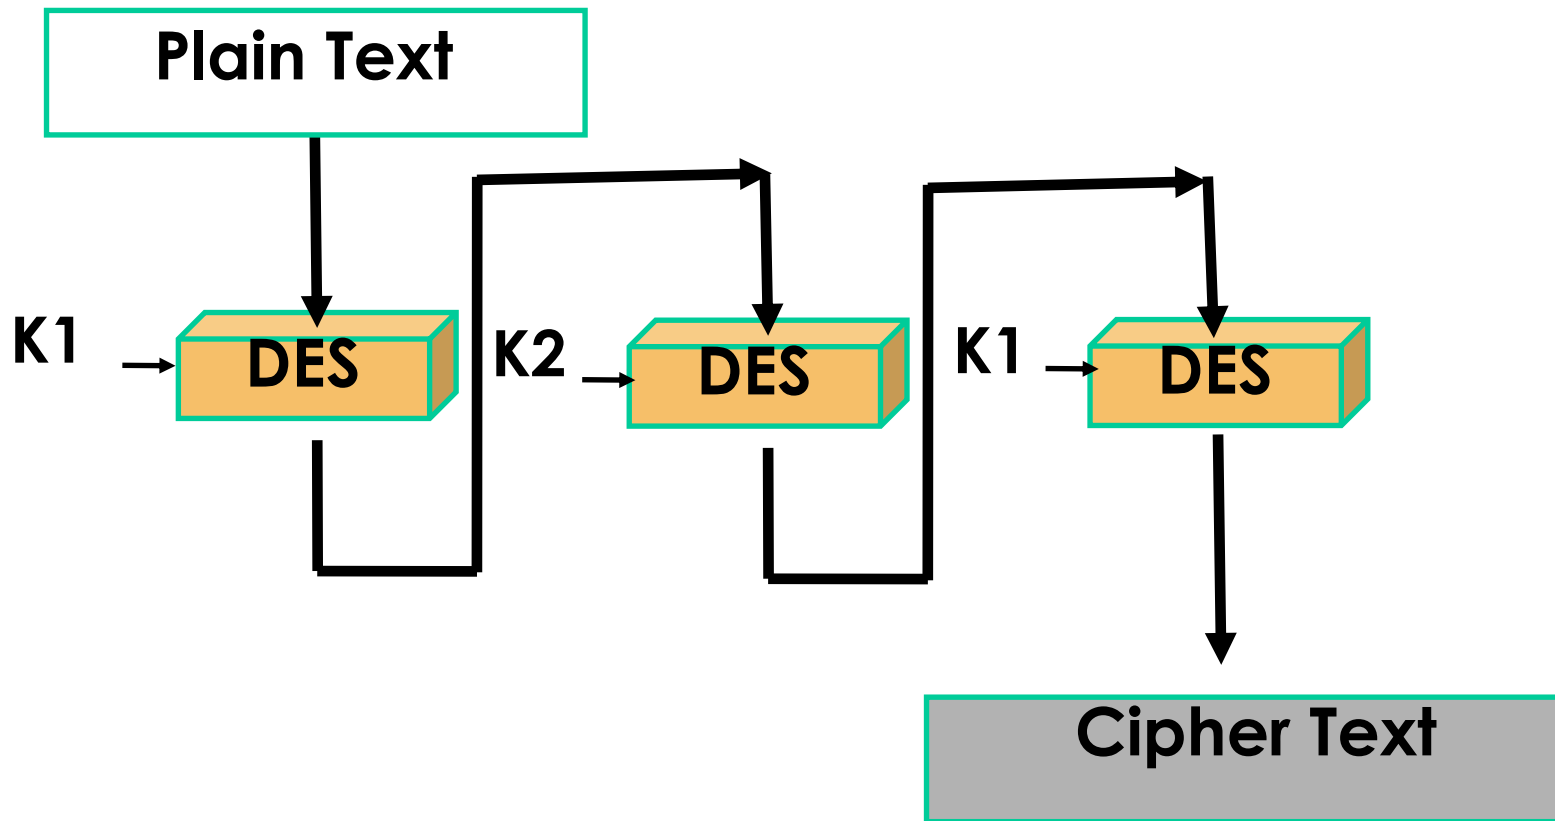 Plain Text
K1
DES
K2
DES
K1
DES
Cipher Text